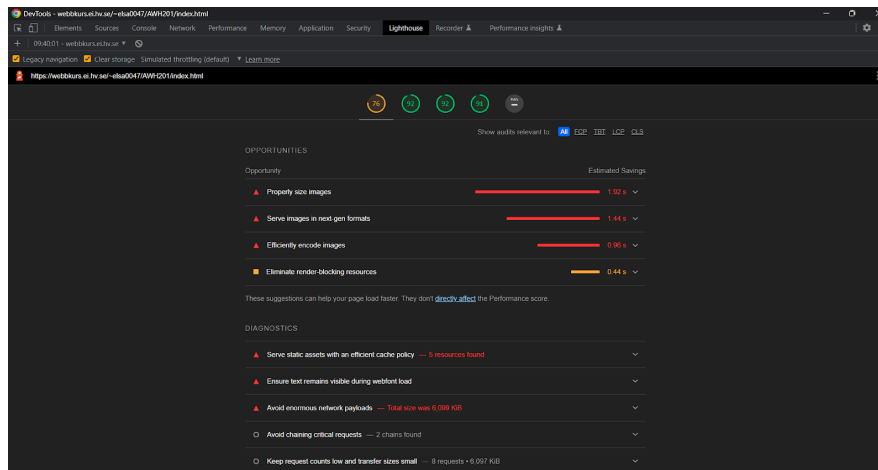 DevTools - webbkurs.ei.hv.se/~elsa0047/AWH201/index.html
Elements Sources Console Network Performance Memory Application Security Lighthouse Recorder Performance insights
+ 09:40:01 - webbkurs.ei.hv.se
Legacy navigation Clear storage Simulated throttling (default) Learn more
https://webbkurs.ei.hv.se/~elsa0047/AWH201/index.html
76 92 92 91
Show audits relevant to: All FCP TBT LCP CLS
OPPORTUNITIES
Opportunity Estimated Savings
Properly size images 1.92 s
Serve images in next-gen formats 1.44 s
Efficiently encode images 0.96 s
Eliminate render-blocking resources 0.44 s
These suggestions can help your page load faster. They don't directly affect the Performance score.
DIAGNOSTICS
Serve static assets with an efficient cache policy — 5 resources found
Ensure text remains visible during webfont load
Avoid enormous network payloads — Total size was 6,099 KiB
Avoid chaining critical requests — 2 chains found
Keep request counts low and transfer sizes small — 8 requests • 6,097 KiB